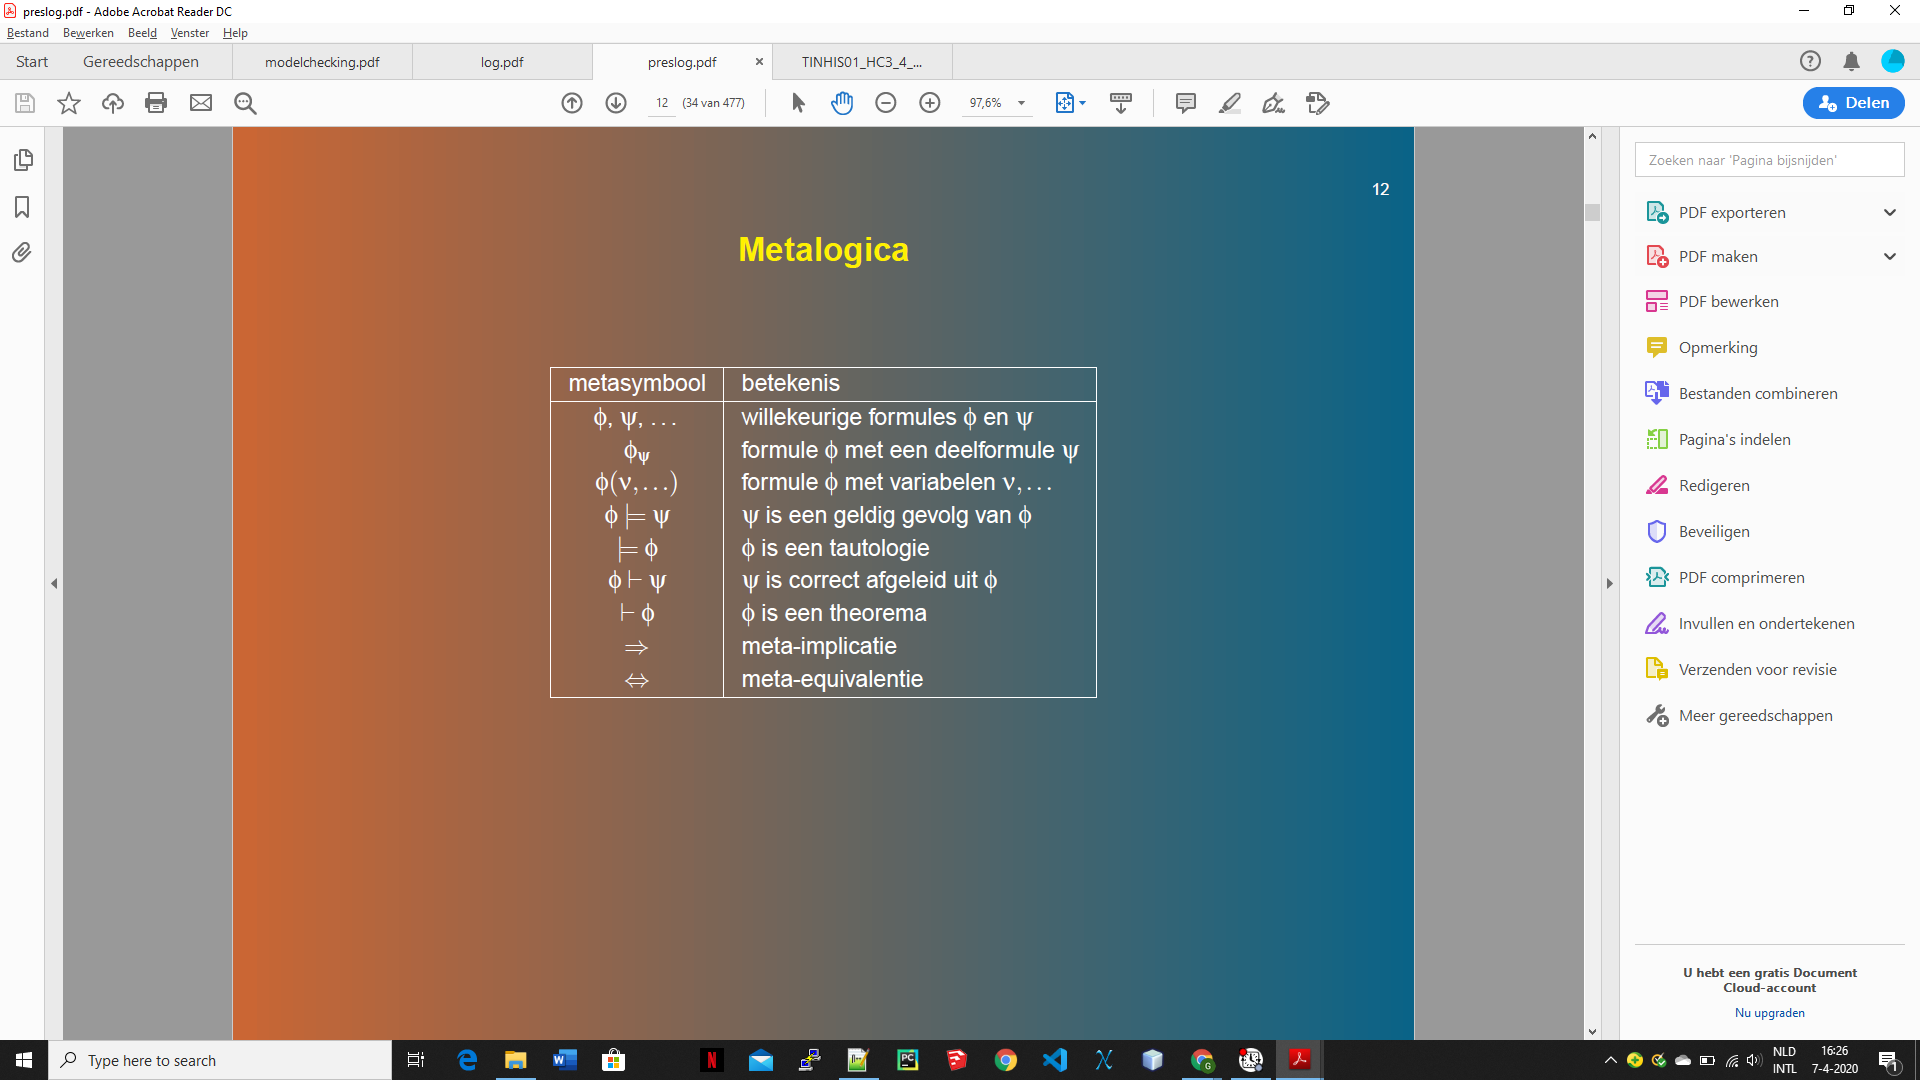 preslog.pdf - Adobe Acrobat Reader DC
Bestand Bewerken Beeld Venster Help
Start Gereedschappen modelchecking.pdf log.pdf preslog.pdf × TINHIS01_HC3_4_...
12 (34 van 477) 97,6% Delen
Zoeken naar 'Pagina bijsnijden'
PDF exporteren
PDF maken
PDF bewerken
Opmerking
Bestanden combineren
Pagina's indelen
Redigeren
Beveiligen
PDF comprimeren
Invullen en ondertekenen
Verzenden voor revisie
Meer gereedschappen
U hebt een gratis Document
Cloud-account
Nu upgraden
12
Metalogica
metasymbool betekenis
ϕ, ψ, ... willekeurige formules ϕ en ψ
ϕψ formule ϕ met een deelformule ψ
ϕ(ν,...) formule ϕ met variabelen ν,...
ϕ ⊨ ψ ψ is een geldig gevolg van ϕ
⊨ ϕ ϕ is een tautologie
ϕ ⊢ ψ ψ is correct afgeleid uit ϕ
⊢ ϕ ϕ is een theorema
⇒ meta-implicatie
⇔ meta-equivalentie
Type here to search
NLD
INTL
16:26
7-4-2020
1